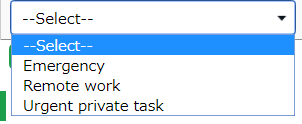 --Select--
--Select--
Emergency
Remote work
Urgent private task